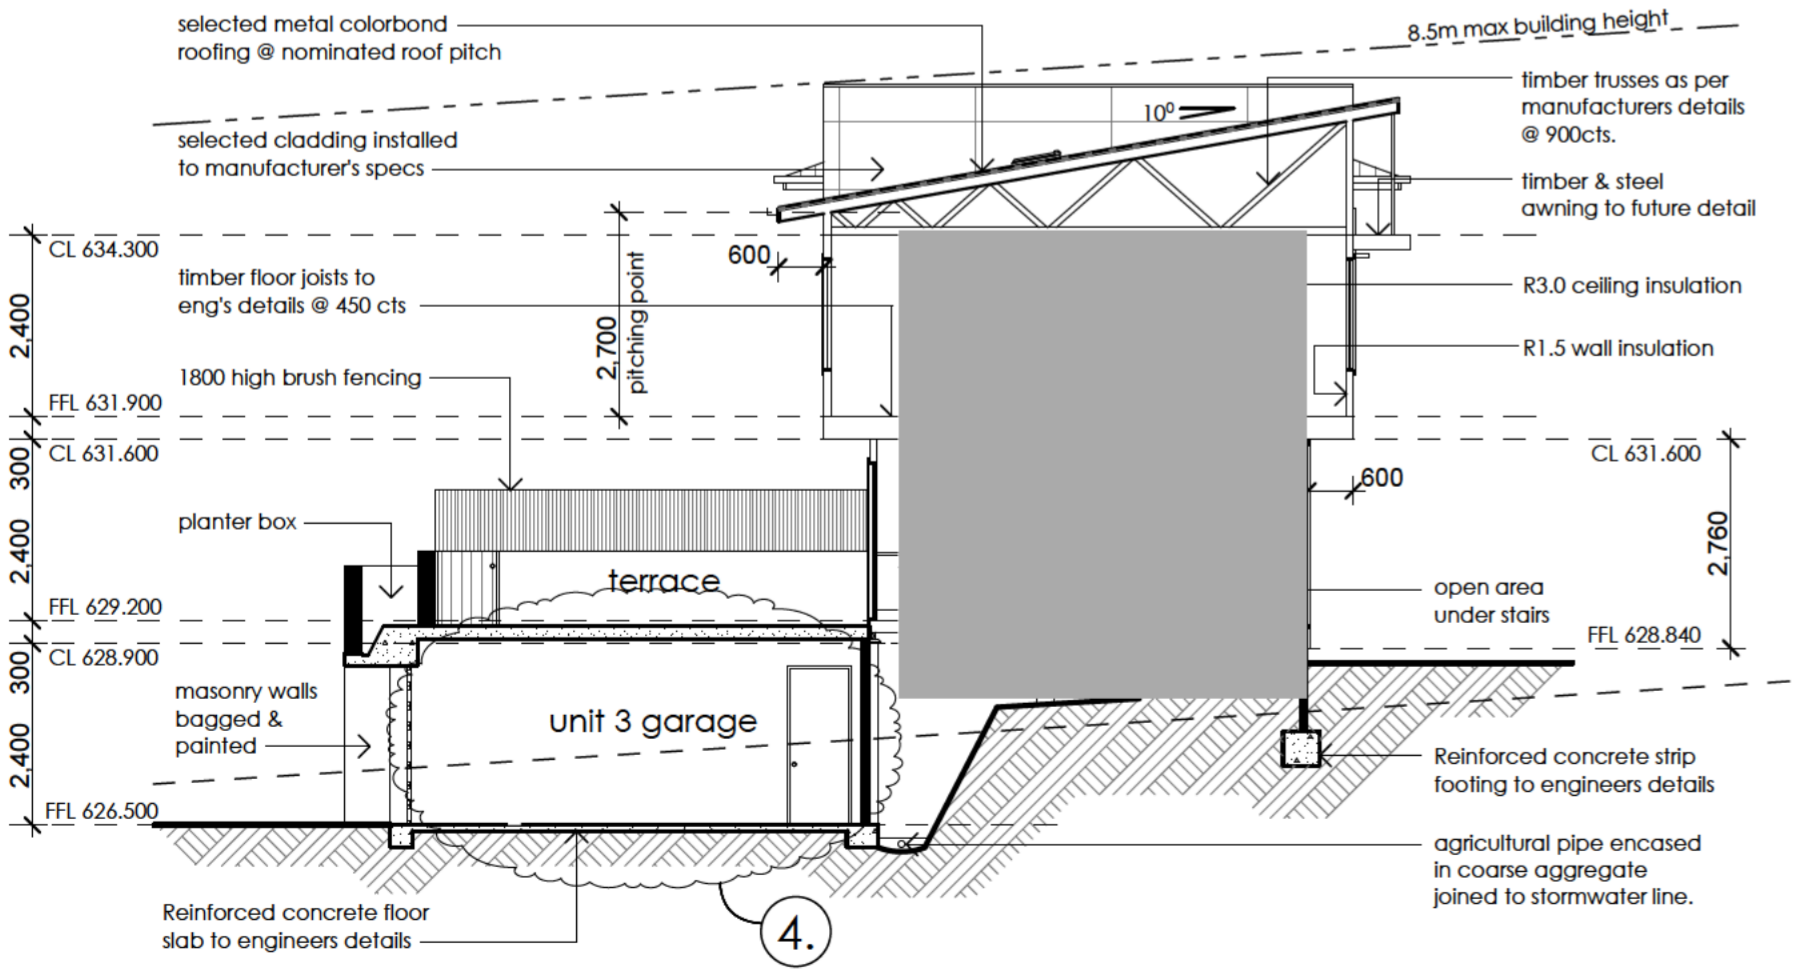 selected metal colorbond
roofing @ nominated roof pitch
8.5m max building height
timber trusses as per
manufacturers details
@ 900cts.
10⁰
selected cladding installed
to manufacturer's specs
timber & steel
awning to future detail
CL 634.300
600
timber floor joists to
eng's details @ 450 cts
R3.0 ceiling insulation
2,400
2,700
pitching point
R1.5 wall insulation
1800 high brush fencing
FFL 631.900
300
CL 631.600
CL 631.600
600
planter box
2,400
2,760
terrace
open area
under stairs
FFL 629.200
FFL 628.840
300
CL 628.900
masonry walls
bagged &
painted
unit 3 garage
2,400
Reinforced concrete strip
footing to engineers details
FFL 626.500
agricultural pipe encased
in coarse aggregate
joined to stormwater line.
Reinforced concrete floor
slab to engineers details
4.